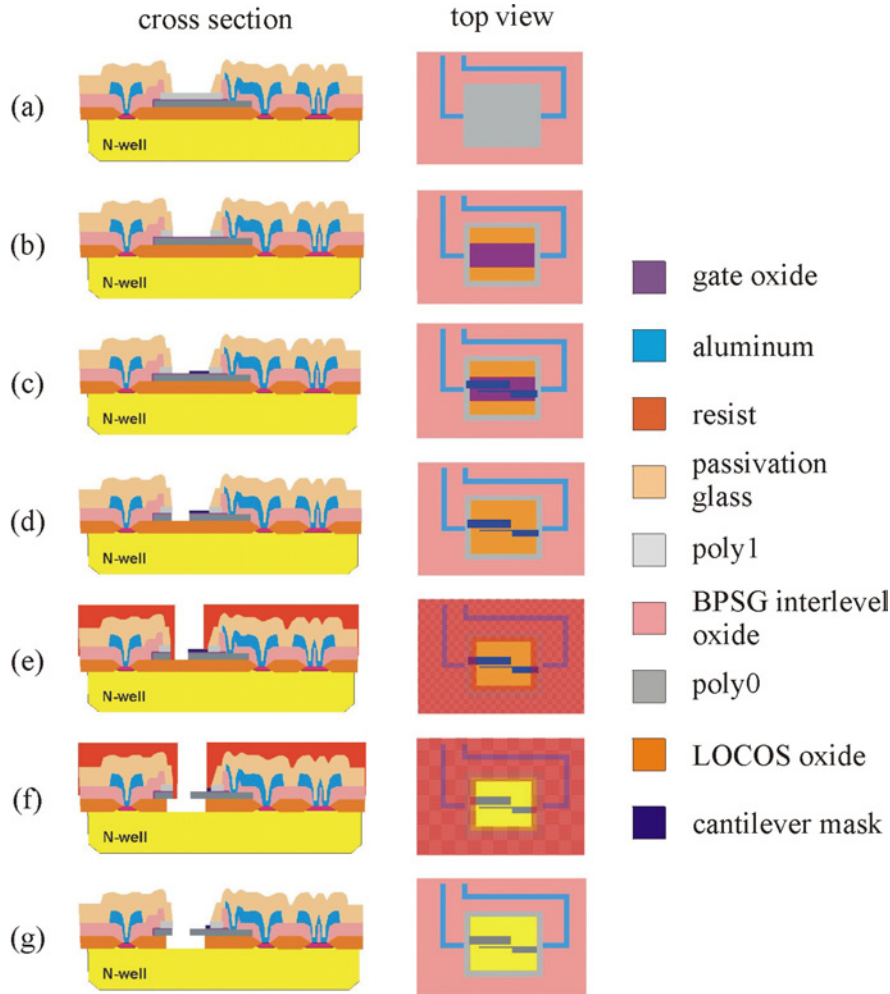 cross section
top view
(a)
N-well
(b)
N-well
(c)
N-well
(d)
N-well
(e)
N-well
(f)
N-well
(g)
N-well
gate oxide
aluminum
resist
passivation
glass
poly1
BPSG interlevel
oxide
poly0
LOCOS oxide
cantilever mask